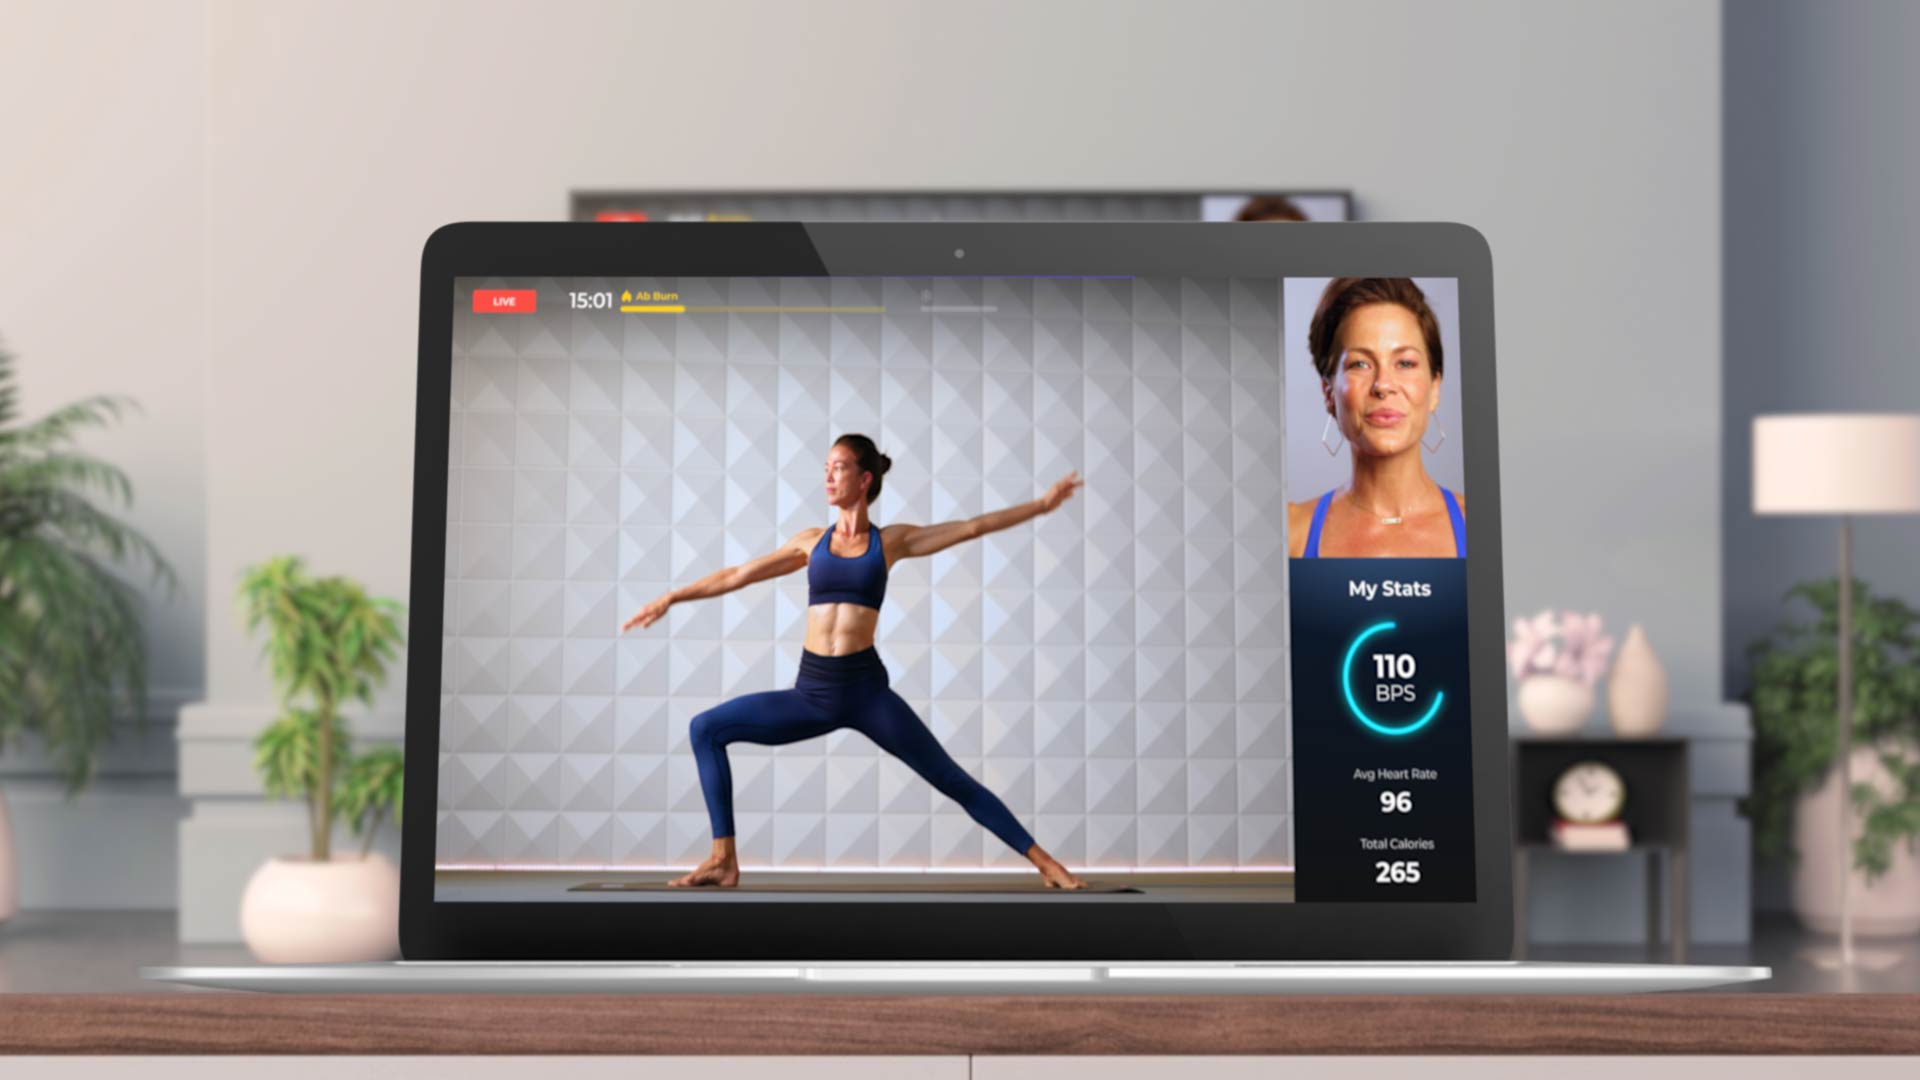 LIVE
15:01
Ab Burn
My Stats
110
BPS
Avg Heart Rate
96
Total Calories
265